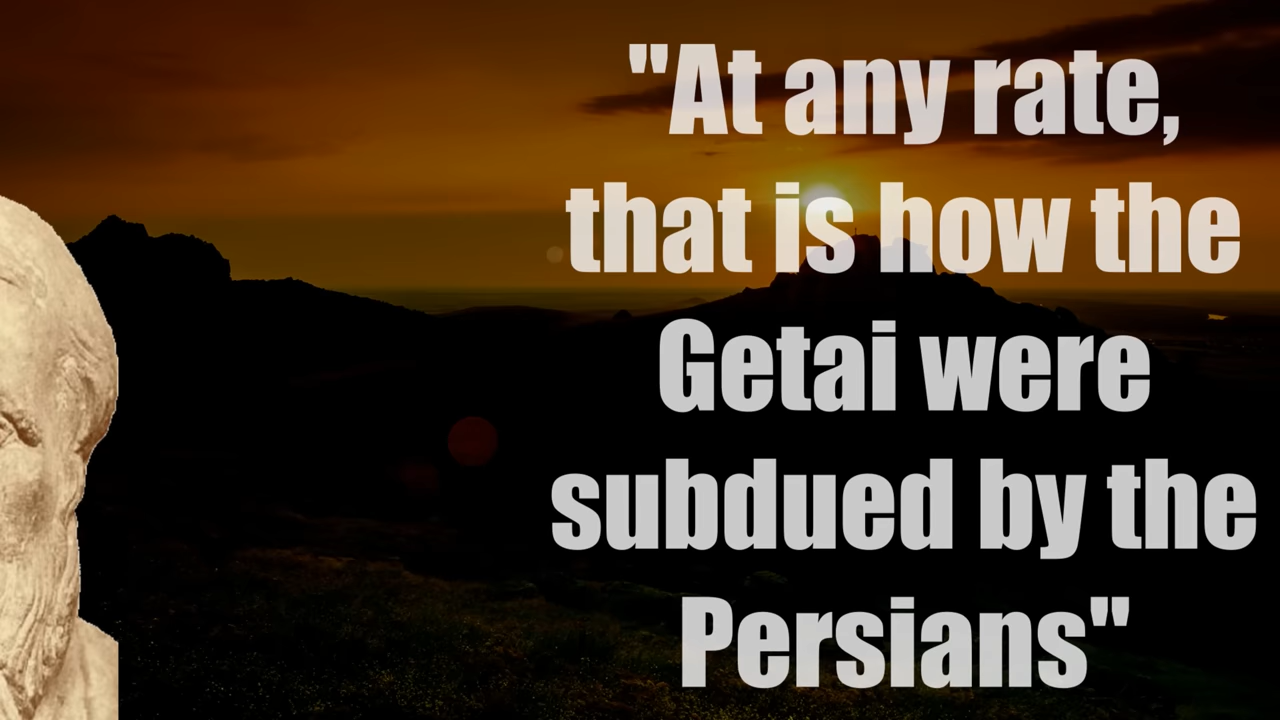 "At any rate,
that is how the
Getai were
subdued by the
Persians"